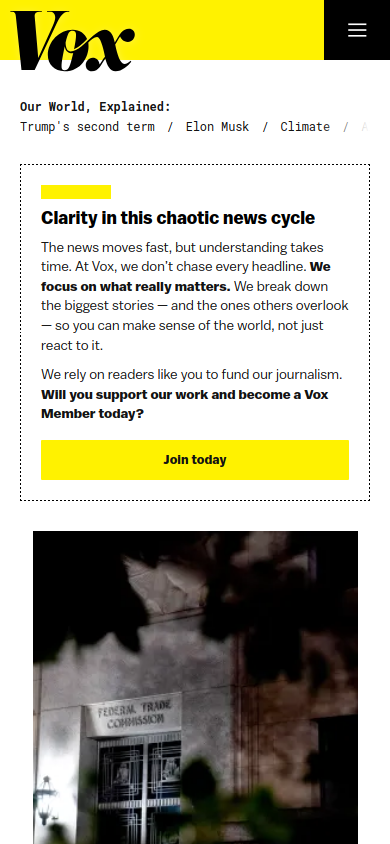 Vox
Our World, Explained:
Trump's second term / Elon Musk / Climate /
Clarity in this chaotic news cycle
The news moves fast, but understanding takes
time. At Vox, we don't chase every headline. We
focus on what really matters. We break down
the biggest stories — and the ones others overlook
— so you can make sense of the world, not just
react to it.
We rely on readers like you to fund our journalism.
Will you support our work and become a Vox
Member today?
Join today
FEDERAL TRADE
COMMISSION